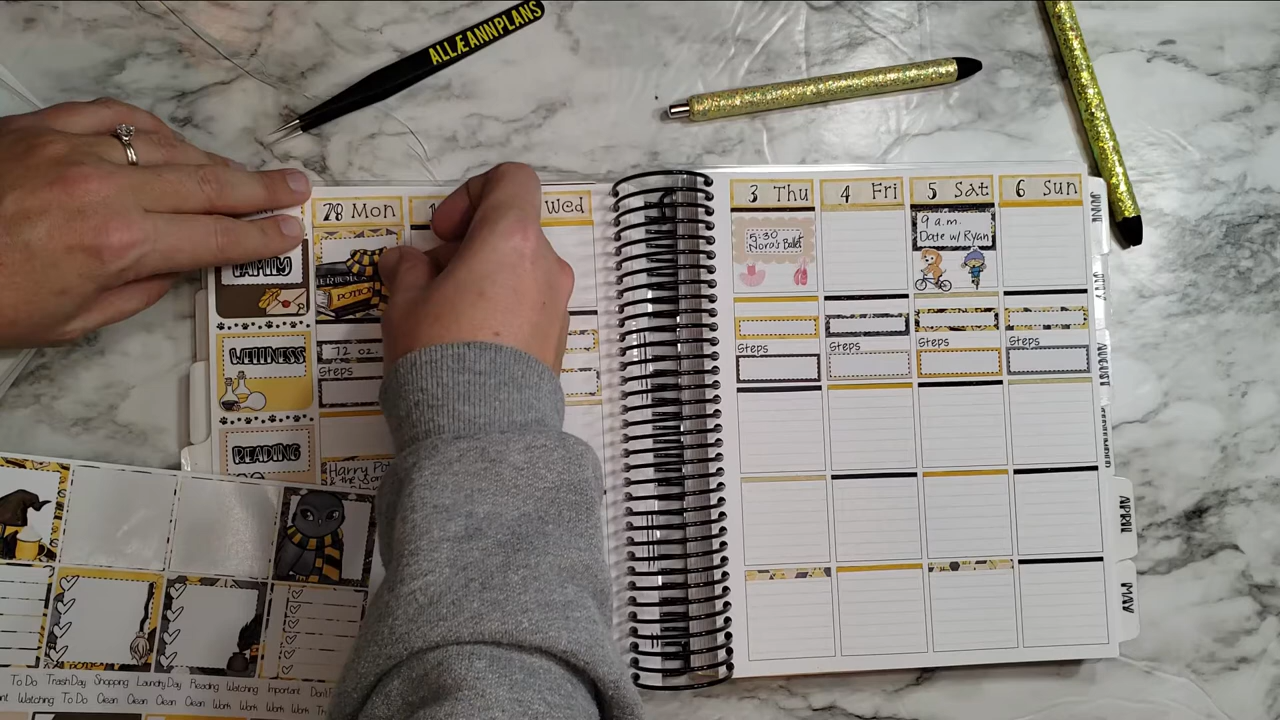 ALLÆANNPLANS
28 Mon
Wed
3 Thu
4 Fri
5 Sat
6 Sun
FAMILY
POTION
5:30
Nora's Ballet
9 a.m.
Date w/ Ryan
WELLNESS
72 oz.
Steps
Steps
Steps
Steps
Steps
READING
Harry Pot
JUNE
JULY
AUGUST
APRIL
MAY
To Do Trash Day Shopping Laundry Day Reading Watching Important Don't
Watching To Do Clean Clean Clean Work Work Work